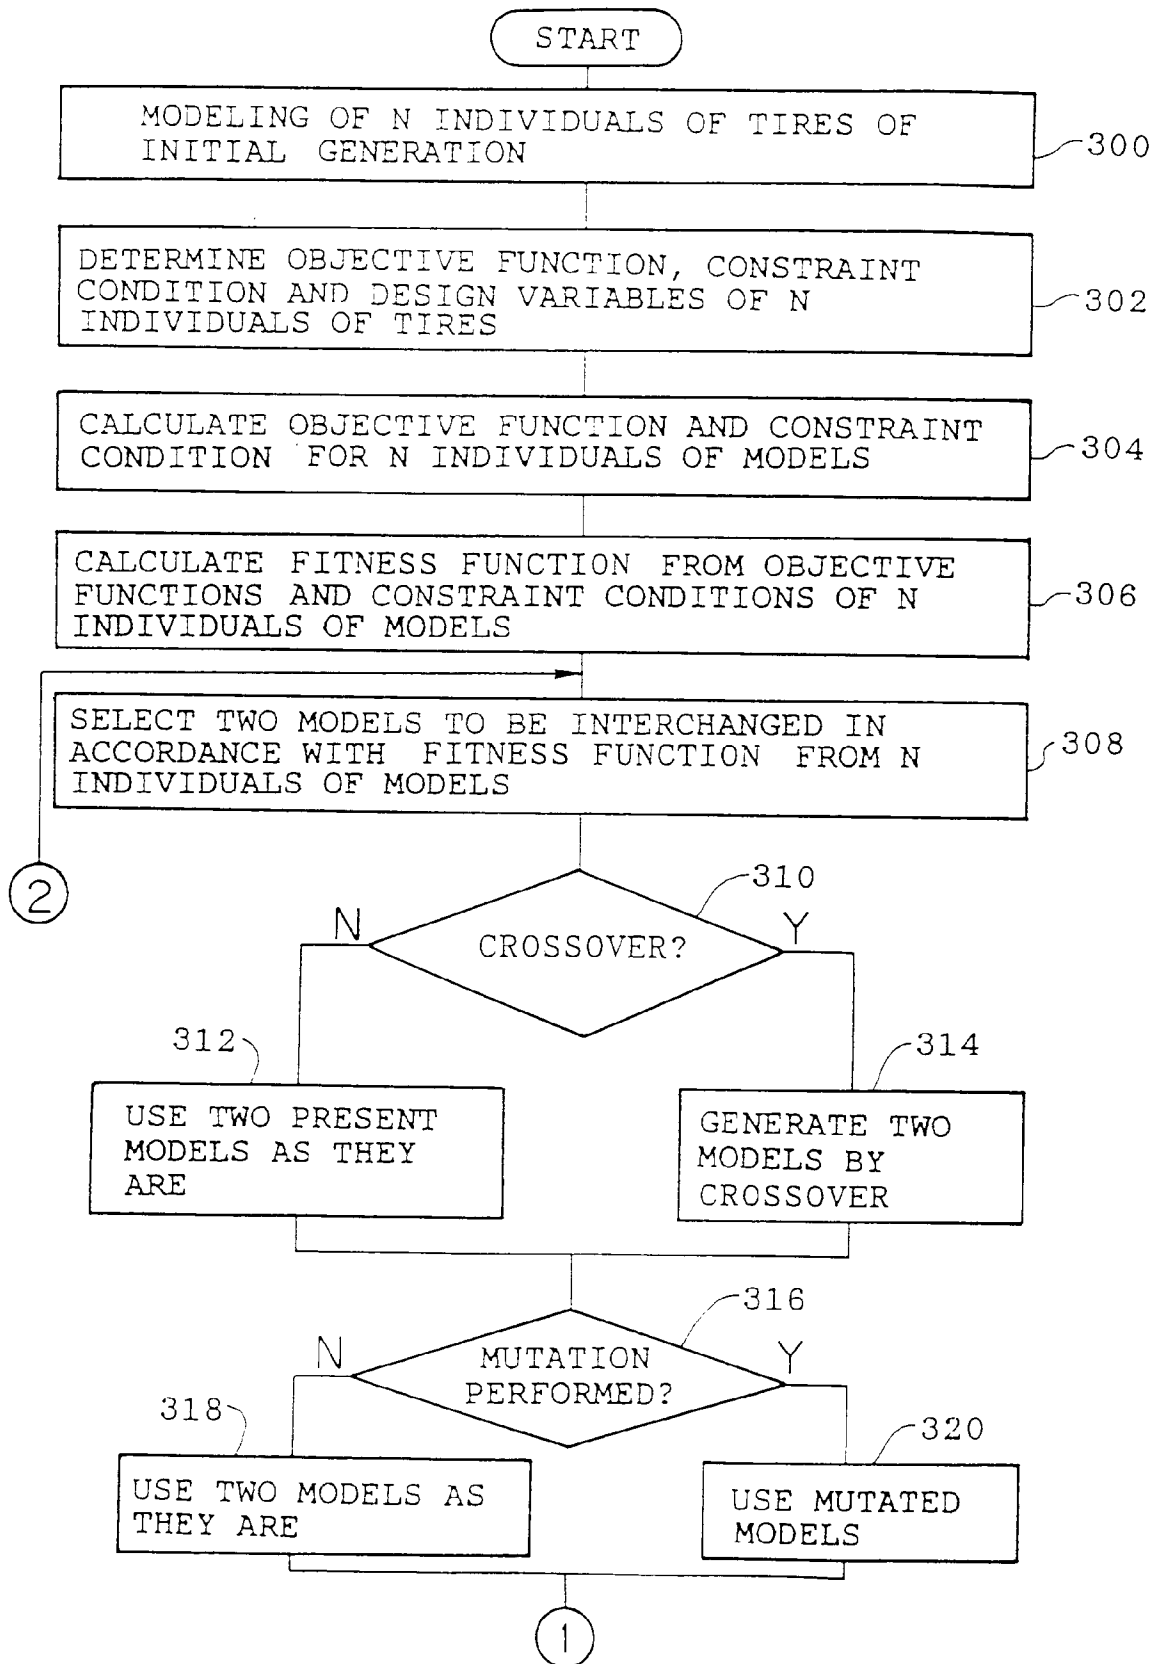 START
MODELING OF N INDIVIDUALS OF TIRES OF
INITIAL GENERATION
300
DETERMINE OBJECTIVE FUNCTION, CONSTRAINT
CONDITION AND DESIGN VARIABLES OF N
INDIVIDUALS OF TIRES
302
CALCULATE OBJECTIVE FUNCTION AND CONSTRAINT
CONDITION FOR N INDIVIDUALS OF MODELS
304
CALCULATE FITNESS FUNCTION FROM OBJECTIVE
FUNCTIONS AND CONSTRAINT CONDITIONS OF N
INDIVIDUALS OF MODELS
306
SELECT TWO MODELS TO BE INTERCHANGED IN
ACCORDANCE WITH FITNESS FUNCTION FROM N
INDIVIDUALS OF MODELS
308
2
310
N
CROSSOVER?
Y
312
USE TWO PRESENT
MODELS AS THEY
ARE
314
GENERATE TWO
MODELS BY
CROSSOVER
316
N
MUTATION
PERFORMED?
Y
318
USE TWO MODELS AS
THEY ARE
320
USE MUTATED
MODELS
1